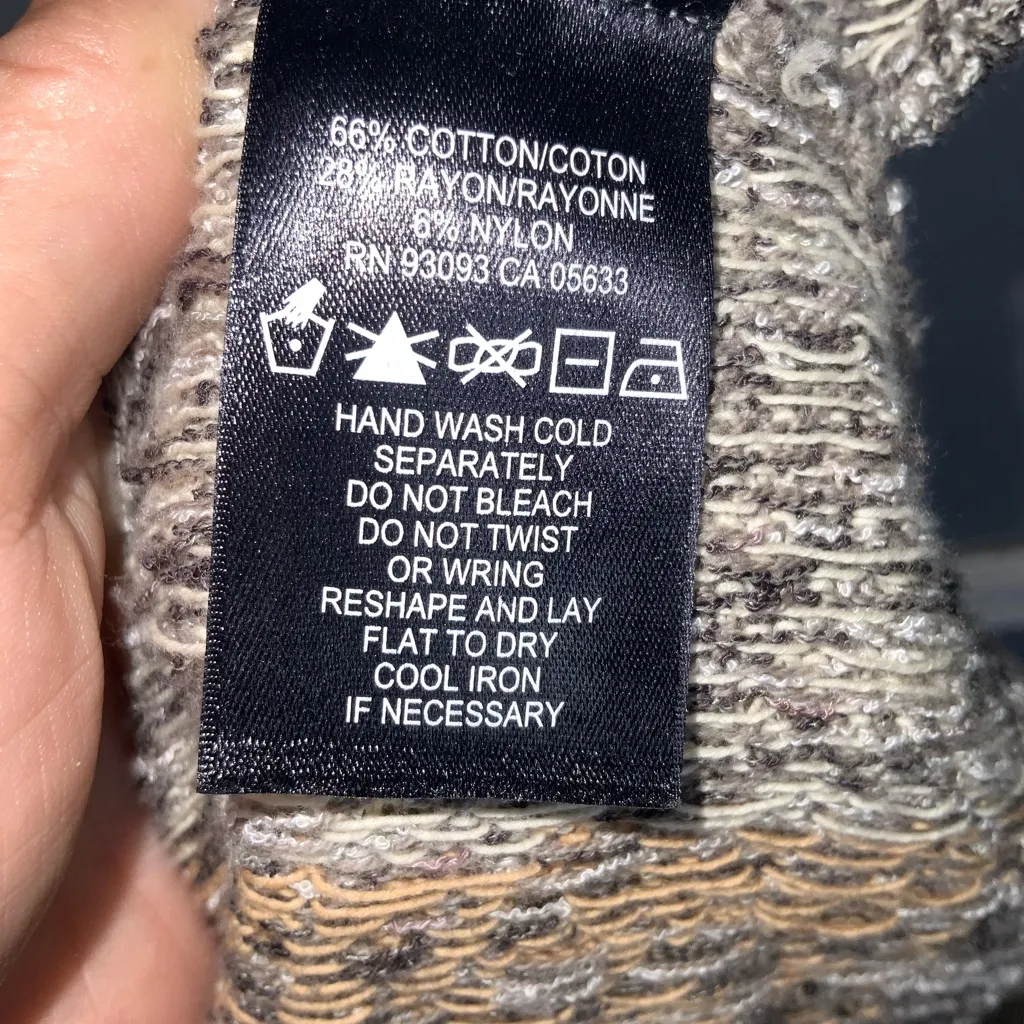 66% COTTON/COTON
28% RAYON/RAYONNE
6% NYLON
RN 93093 CA 05633
HAND WASH COLD
SEPARATELY
DO NOT BLEACH
DO NOT TWIST
OR WRING
RESHAPE AND LAY
FLAT TO DRY
COOL IRON
IF NECESSARY